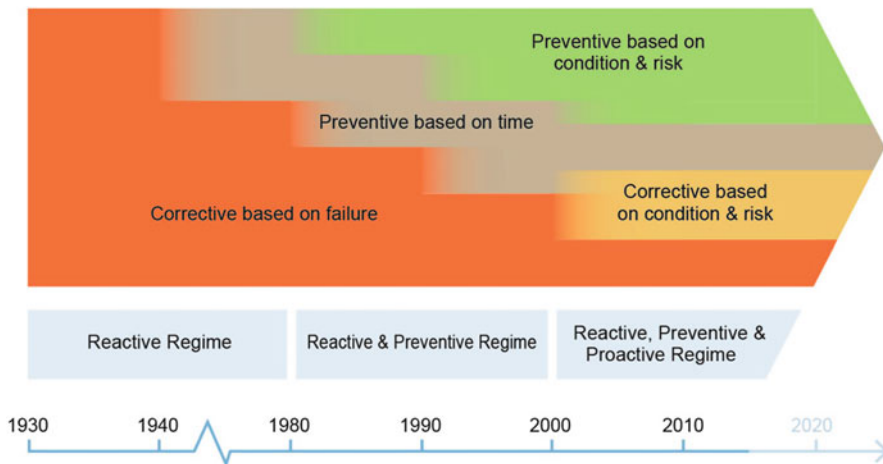 Preventive based on
condition & risk
Preventive based on time
Corrective based on failure
Corrective based
on condition & risk
Reactive Regime
Reactive & Preventive Regime
Reactive, Preventive &
Proactive Regime
1930 1940 1980 1990 2000 2010 2020